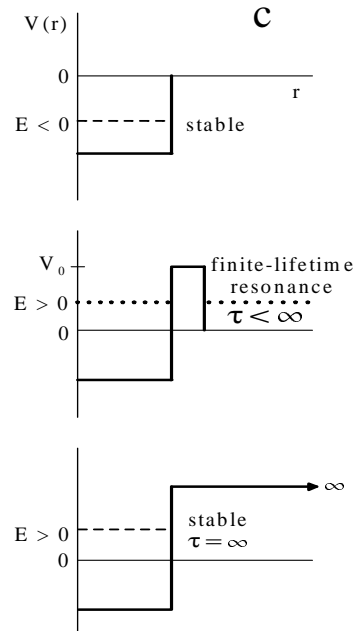 V(r)
C
0
r
E < 0
stable
V₀
finite-lifetime
resonance
E > 0
τ < ∞
0
∞
stable
E > 0
τ = ∞
0